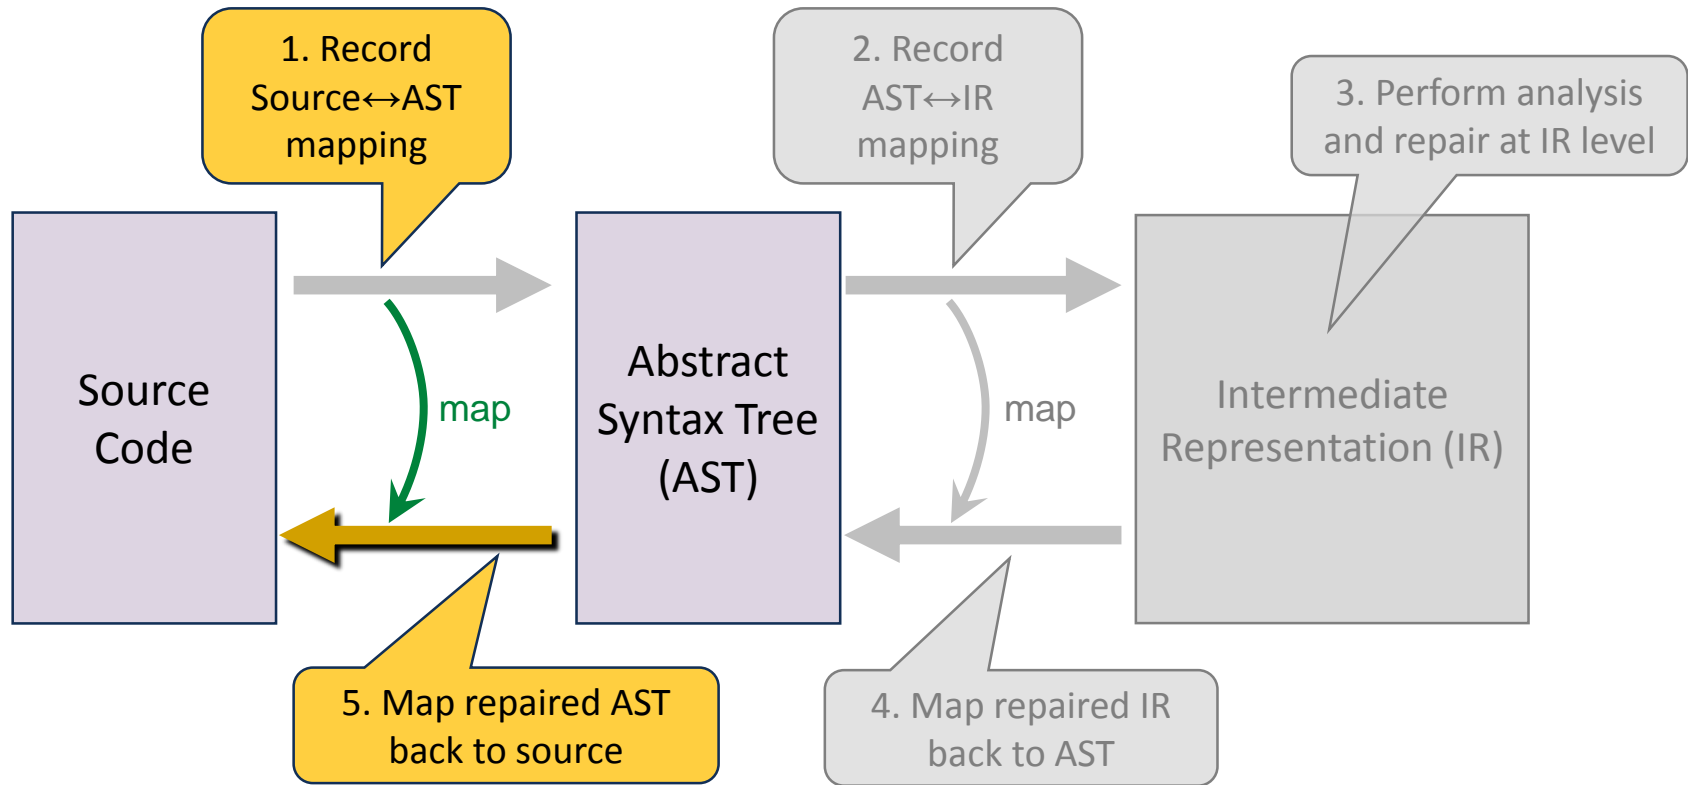 1. Record
Source↔AST
mapping
2. Record
AST↔IR
mapping
3. Perform analysis
and repair at IR level
Source
Code
map
Abstract
Syntax Tree
(AST)
map
Intermediate
Representation (IR)
5. Map repaired AST
back to source
4. Map repaired IR
back to AST